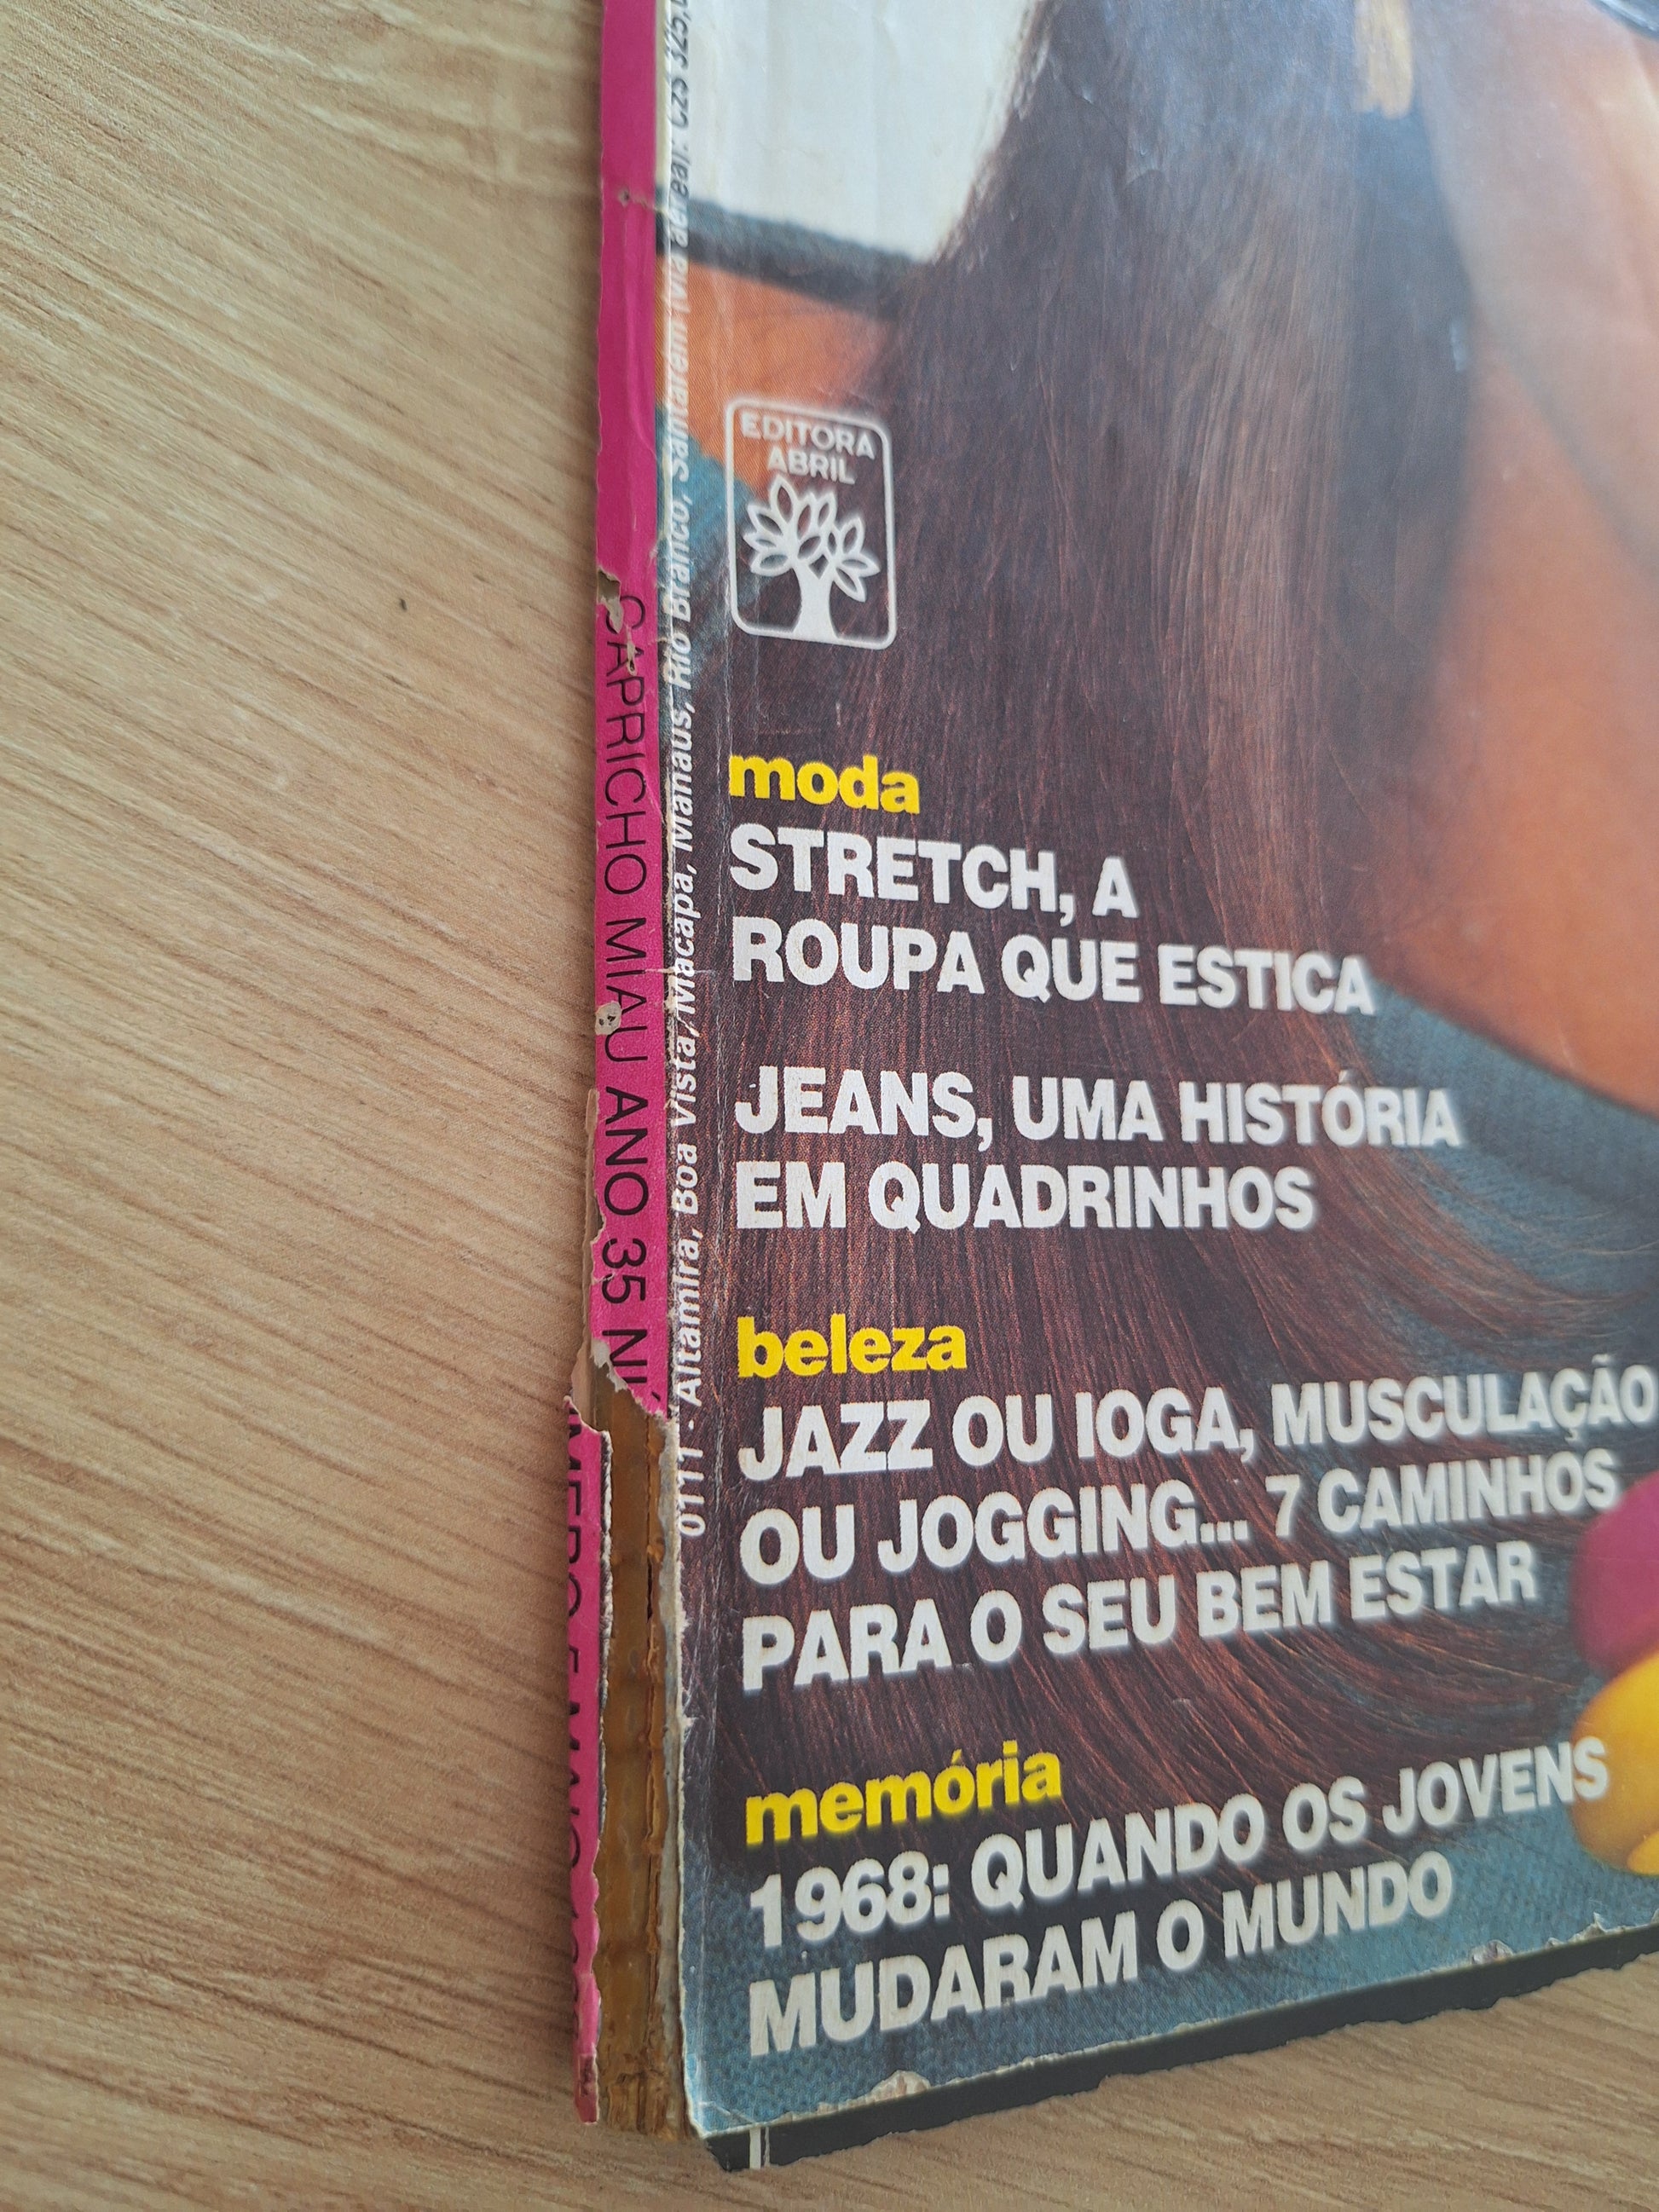 EDITORA
ABRIL
moda
STRETCH, A
ROUPA QUE ESTICA
JEANS, UMA HISTÓRIA
EM QUADRINHOS
beleza
JAZZ OU IOGA, MUSCULAÇÃO
OU JOGGING... 7 CAMINHOS
PARA O SEU BEM ESTAR
memória
1968: QUANDO OS JOVENS
MUDARAM O MUNDO
CAPRICHO MIAU ANO 35
- Altamira, Boa Vista, Macapá, Manaus, Rio Branco, Santarém (via aérea): CZ$